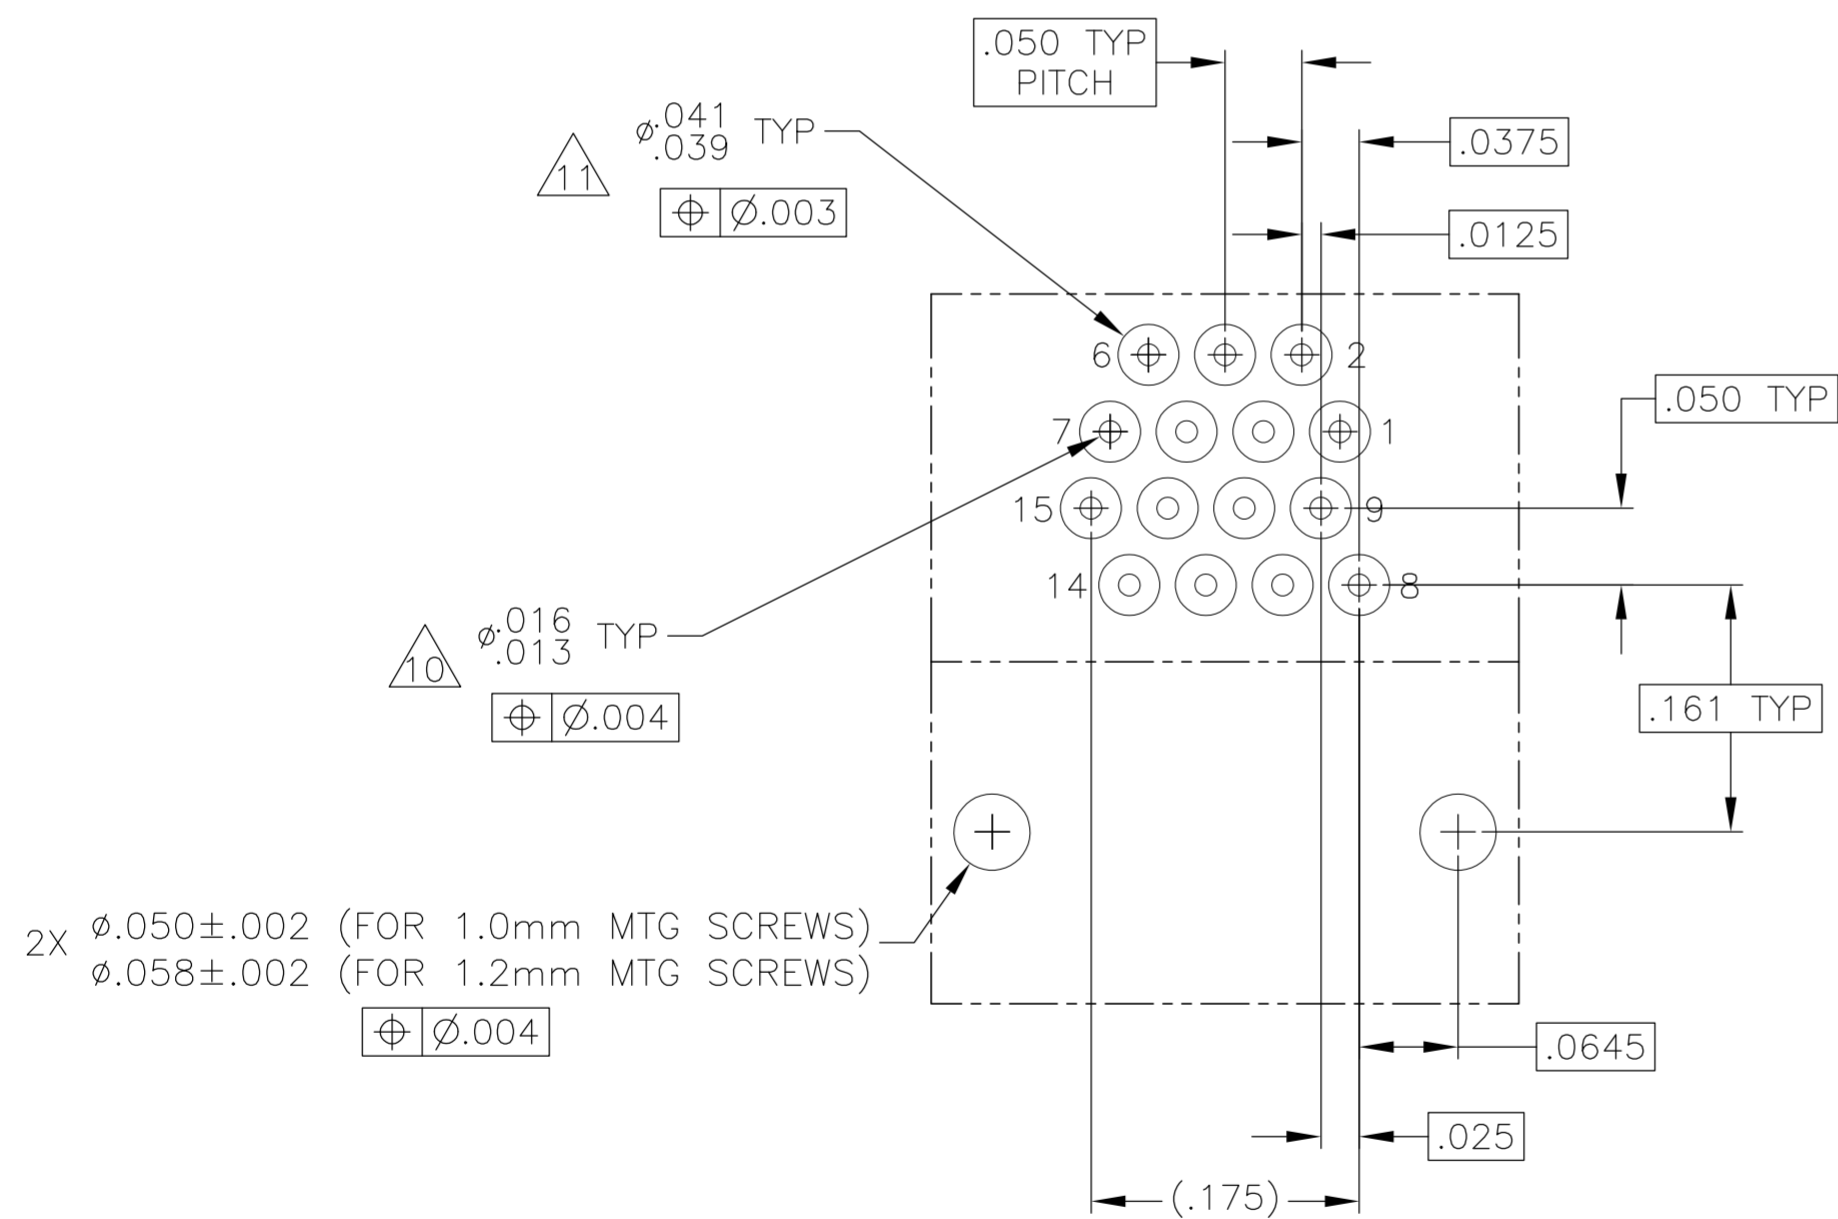 .050 TYP
PITCH
.0375
.0125
⌀.041
.039 TYP
11
⌖ ⌀.003
6
2
7
1
15
9
14
8
.050 TYP
.161 TYP
⌀.016
.013 TYP
10
⌖ ⌀.004
2X ⌀.050±.002 (FOR 1.0mm MTG SCREWS)
⌀.058±.002 (FOR 1.2mm MTG SCREWS)
⌖ ⌀.004
.0645
.025
(.175)